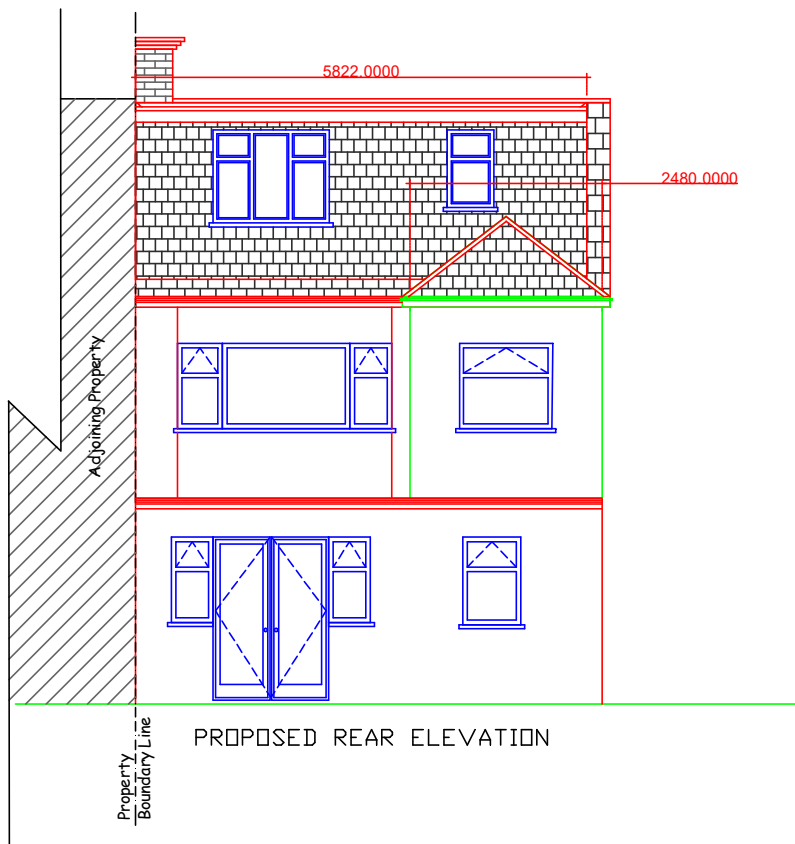 5822.0000
2480.0000
Adjoining Property
PROPOSED REAR ELEVATION
Property
Boundary Line